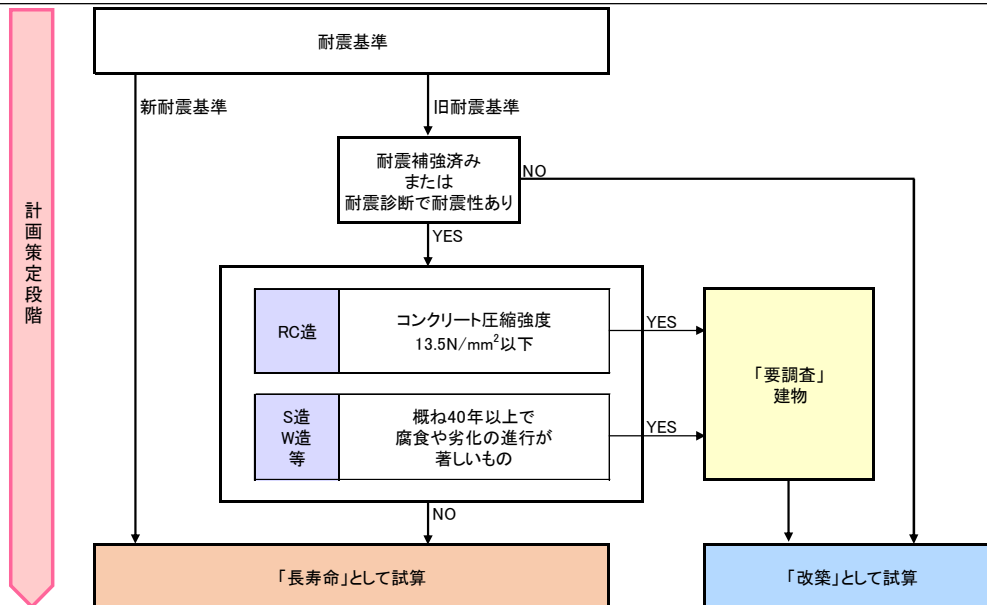 耐震基準
新耐震基準
旧耐震基準
耐震補強済み
または
耐震診断で耐震性あり
NO
YES
計画策定段階
RC造
コンクリート圧縮強度
13.5N/mm²以下
YES
S造
W造
等
概ね40年以上で
腐食や劣化の進行が
著しいもの
YES
「要調査」
建物
NO
「長寿命」として試算
「改築」として試算